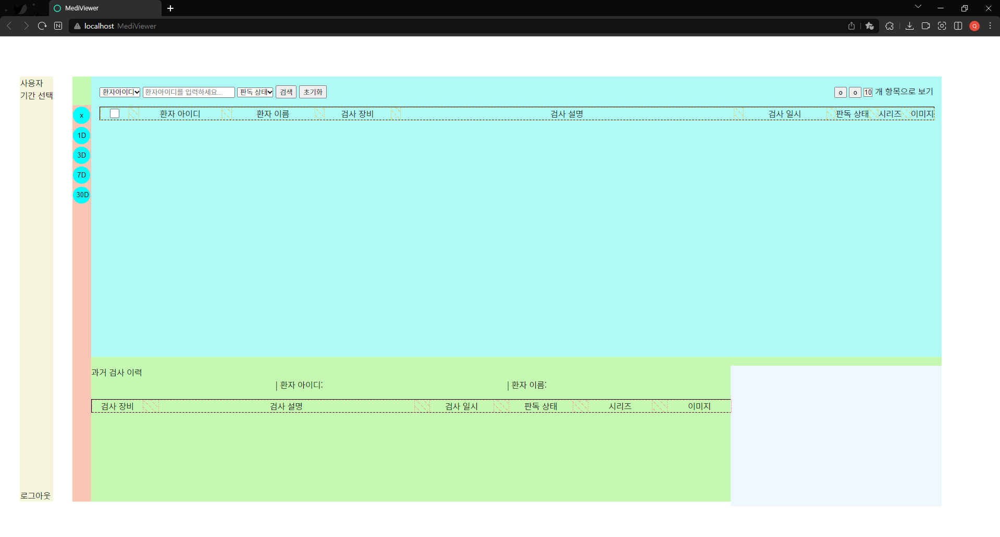 MediViewer
localhost MediViewer
Q
사용자
기간 선택
로그아웃
x
1D
3D
7D
30D
환자아이디 환자아이디를 입력하세요... 판독 상태 검색 초기화
o o 10 개 항목으로 보기
환자 아이디 환자 이름 검사 장비 검사 설명 검사 일시 판독 상태 시리즈 이미지
과거 검사 이력
| 환자 아이디: | 환자 이름:
검사 장비 검사 설명 검사 일시 판독 상태 시리즈 이미지